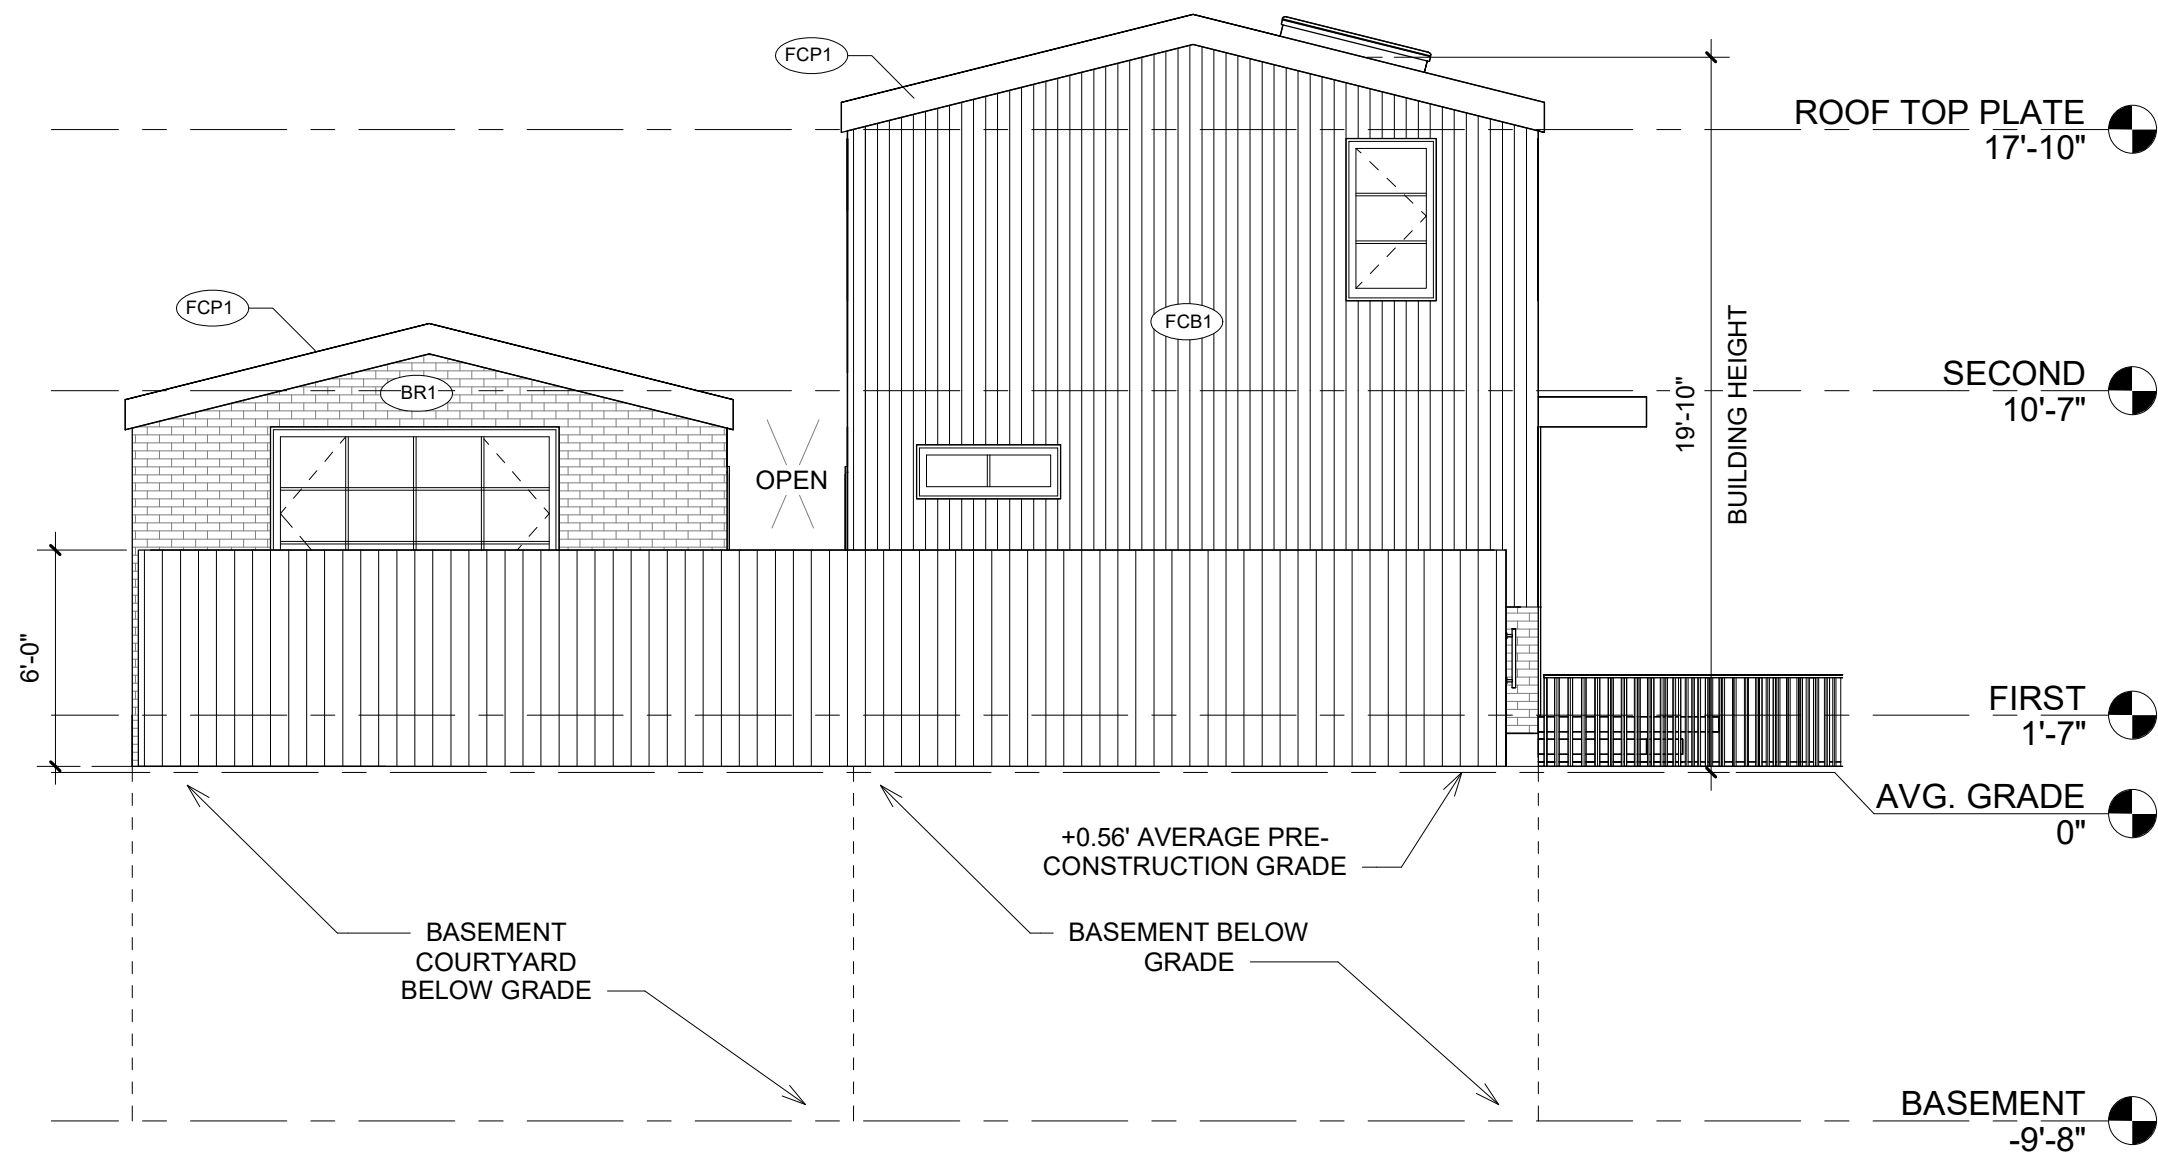 FCP1
ROOF TOP PLATE
17'-10"
FCP1
FCB1
BR1
SECOND
10'-7"
19'-10"
BUILDING HEIGHT
OPEN
6'-0"
FIRST
1'-7"
AVG. GRADE
0"
+0.56' AVERAGE PRE-
CONSTRUCTION GRADE
BASEMENT
COURTYARD
BELOW GRADE
BASEMENT BELOW
GRADE
BASEMENT
-9'-8"